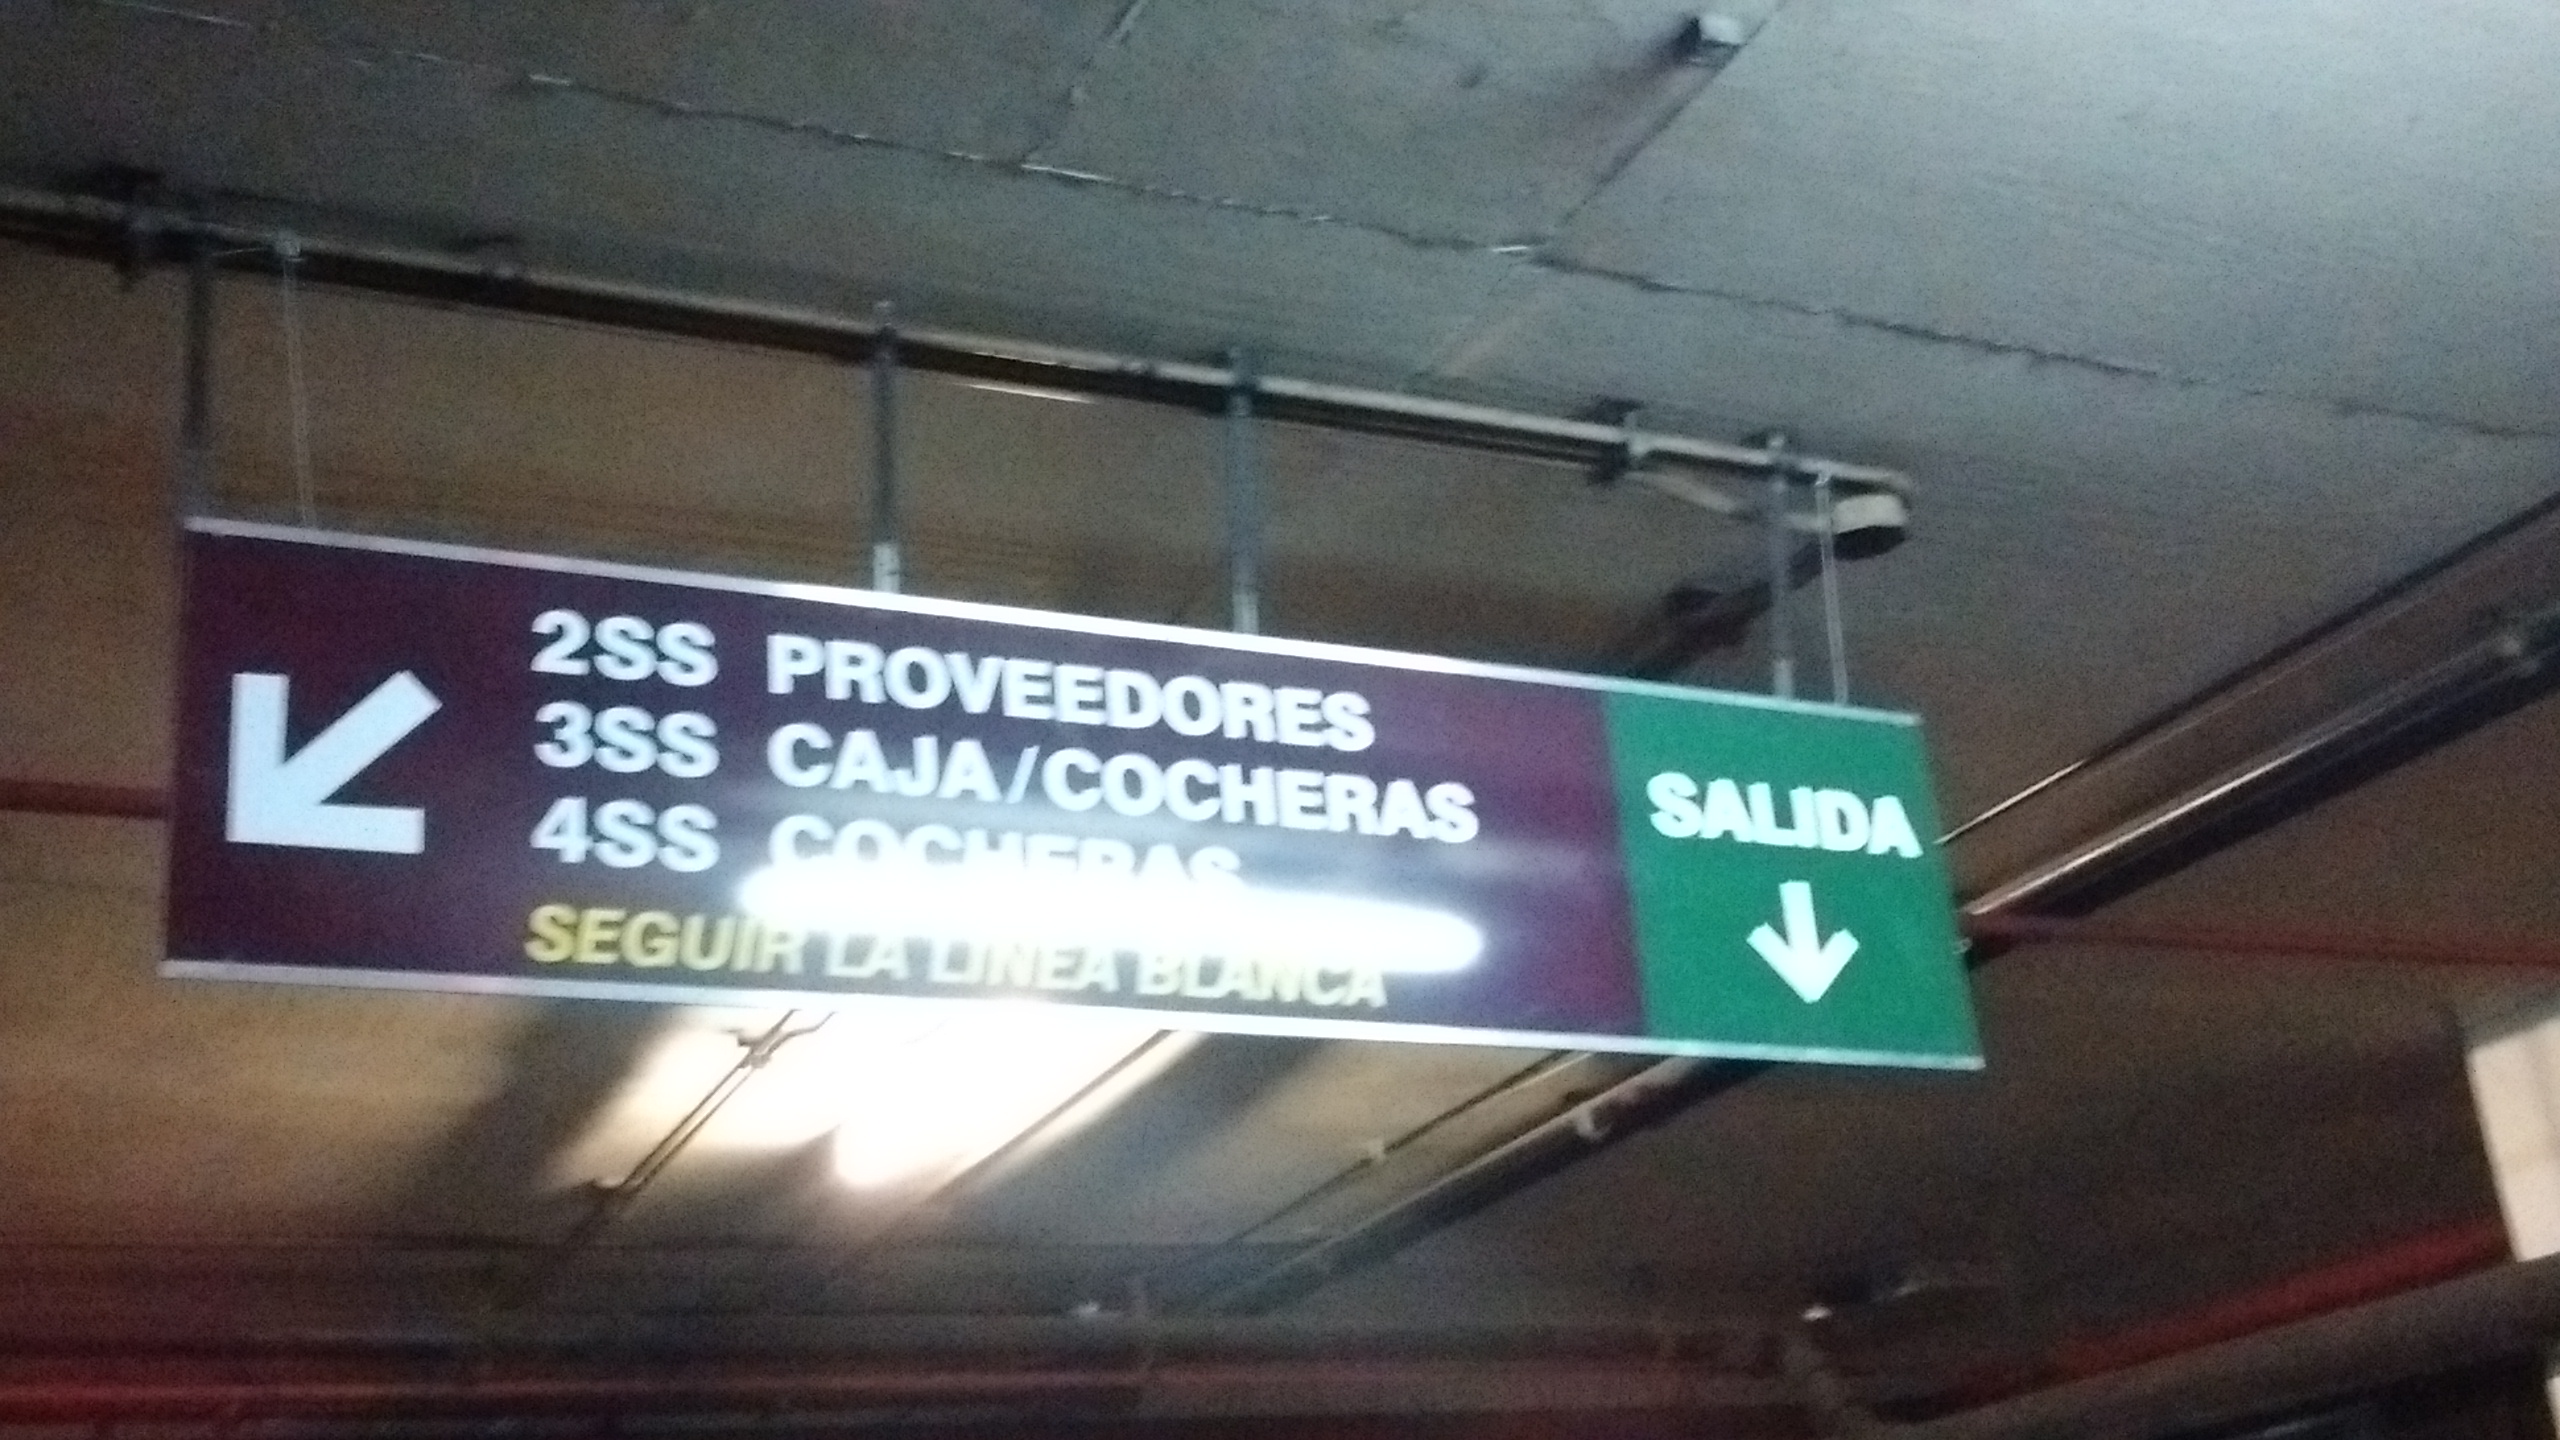 2SS PROVEEDORES
3SS CAJA/COCHERAS
4SS COCHERAS
SEGUIR LA LINEA BLANCA
SALIDA